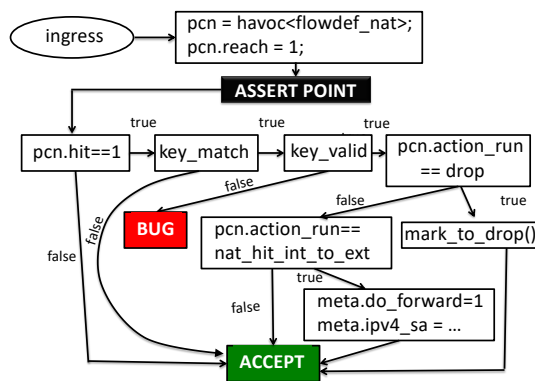 ingress
pcn = havoc<flowdef_nat>;
pcn.reach = 1;
ASSERT POINT
true
true
true
pcn.hit==1
key_match
key_valid
pcn.action_run
== drop
false
false
true
false
BUG
pcn.action_run==
nat_hit_int_to_ext
mark_to_drop()
false
true
false
meta.do_forward=1
meta.ipv4_sa = ...
ACCEPT